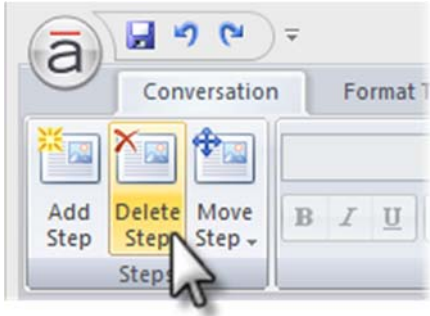 ā
Conversation Format T
Add Step
Delete Step
Move Step
B I U
Steps